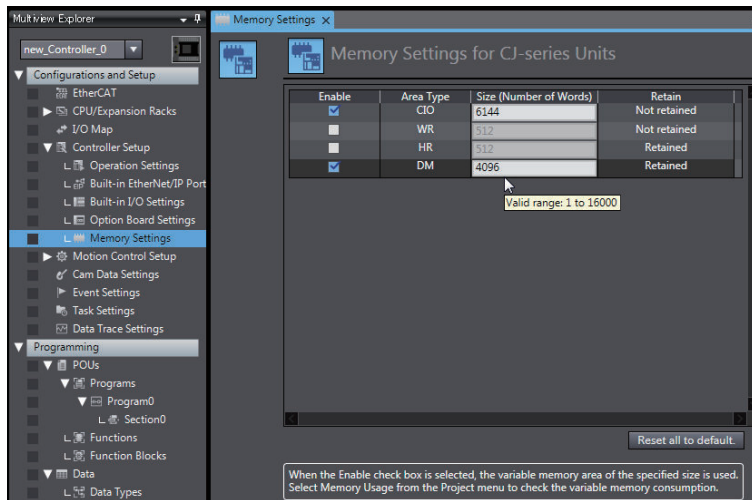 Multiview Explorer
Memory Settings
new_Controller_0
Configurations and Setup
EtherCAT
CPU/Expansion Racks
I/O Map
Controller Setup
Operation Settings
Built-in EtherNet/IP Port
Built-in I/O Settings
Option Board Settings
Memory Settings
Motion Control Setup
Cam Data Settings
Event Settings
Task Settings
Data Trace Settings
Programming
POUs
Programs
Program0
Section0
Functions
Function Blocks
Data
Data Types
Memory Settings for CJ-series Units
Enable Area Type Size (Number of Words) Retain
CIO 6144 Not retained
WR 512 Not retained
HR 512 Retained
DM 4096 Retained
Valid range: 1 to 16000
Reset all to default.
When the Enable check box is selected, the variable memory area of the specified size is used.
Select Memory Usage from the Project menu to check the variable memory consumption.